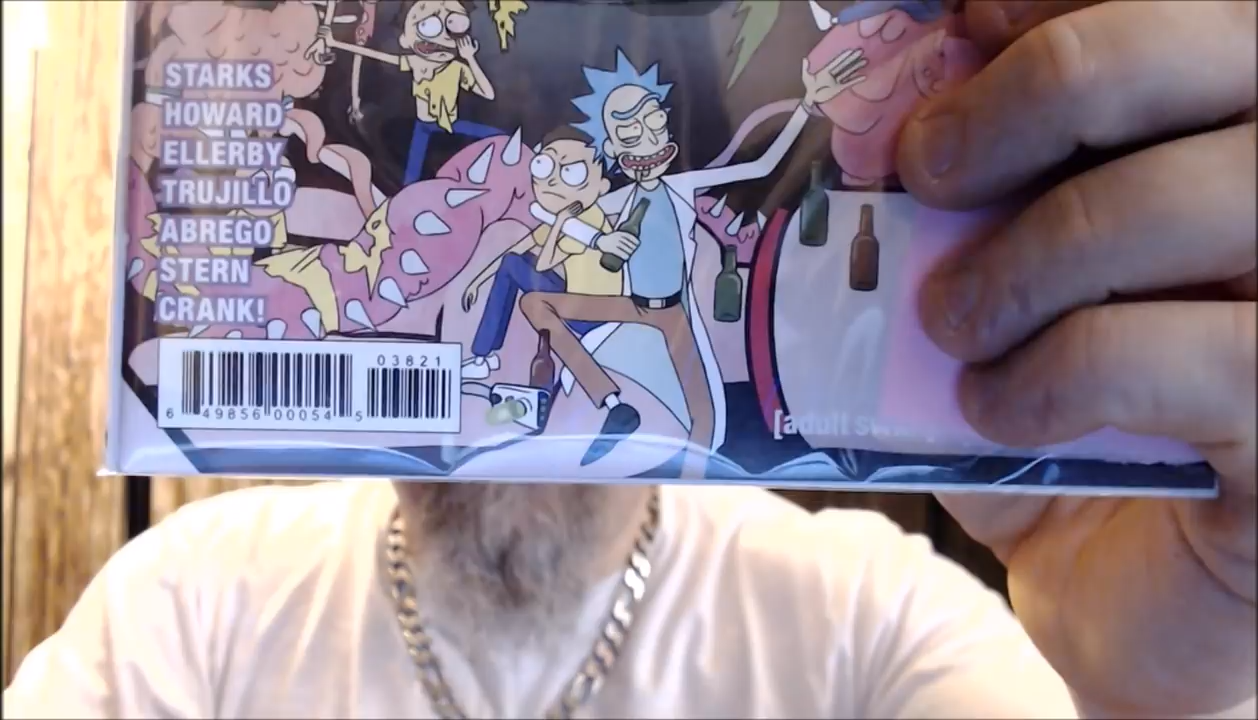 STARKS
HOWARD
ELLERBY
TRUJILLO
ABREGO
STERN
CRANK!
03821
6 49856 00054 5
[adult